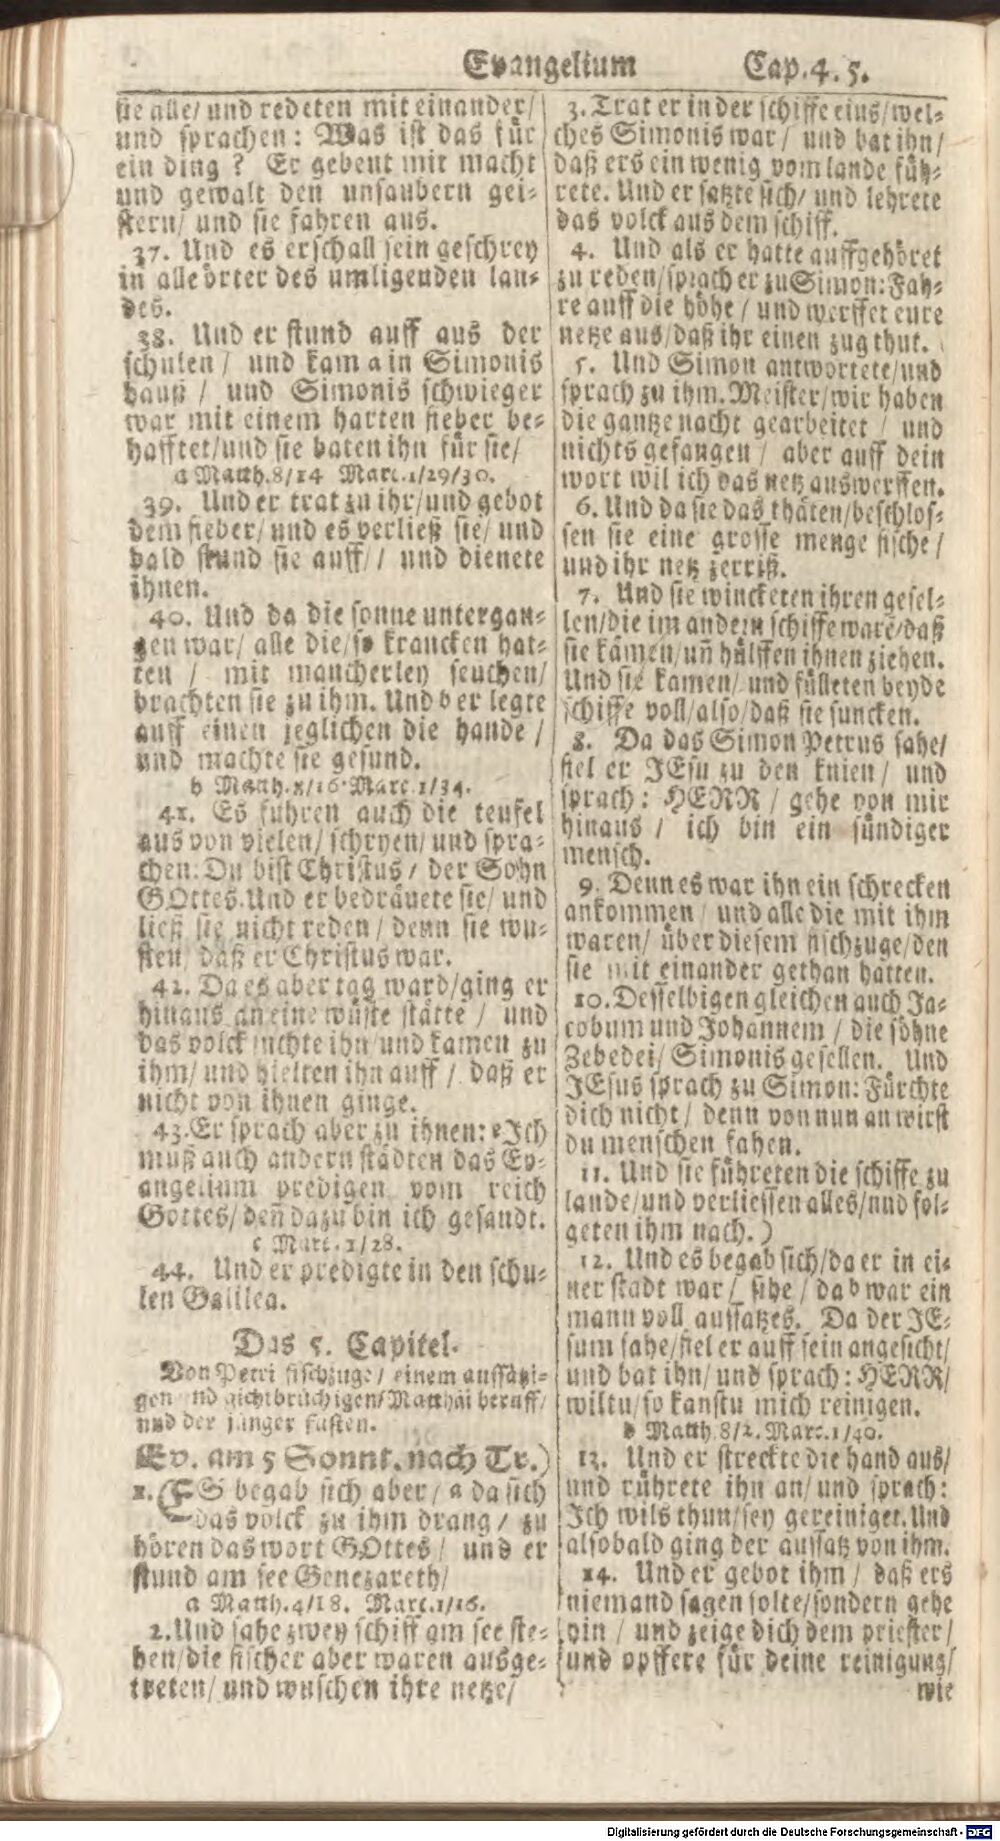 Evangelium Cap. 4. 5.
sie alle/ und redeten mit einander/
und sprachen: Was ist das für
ein ding? Er gebeut mit macht
und gewalt den unsaubern gei-
stern/ und sie fahren aus.
37. Und es erschall sein geschrey
in alle örter des umligenden lan-
des.
38. Und er stund auff aus der
schulen/ und kam a in Simonis
hauß/ und Simonis schwieger
war mit einem harten fieber be-
hafftet/ und sie baten ihn für sie/
a Matth. 8/14 Marc. 1/29/30.
39. Und er trat zu ihr/ und gebot
dem fieber/ und es verließ sie/ und
bald stund sie auff// und dienete
ihnen.
40. Und da die sonne untergan-
gen war/ alle die/ so krancken hat-
ten/ mit mancherley seuchen/
brachten sie zu ihm. Und b er legte
auff einen jeglichen die hände/
und machte sie gesund.
b Matth. 8/16 Marc. 1/34.
41. Es fuhren auch die teufel
aus von vielen/ schryen/ und spra-
chen: Du bist Christus/ der Sohn
GOttes. Und er bedräuete sie/ und
ließ sie nicht reden/ denn sie wu-
sten/ daß er Christus war.
42. Da es aber tag ward/ ging er
hinaus an eine wüste stätte/ und
das volck suchte ihn/ und kamen zu
ihm/ und hielten ihn auff/ daß er
nicht von ihnen ginge.
43. Er sprach aber zu ihnen: c Ich
muß auch andern städten das Ev-
angelium predigen vom reich
Gottes/ deñ dazu bin ich gesandt.
c Marc. 1/28.
44. Und er predigte in den schu-
len Galilea.
Das 5. Capitel.
Von Petri fischzuge/ einem aussätzi-
gen und gichtbrüchigen/ Matthäi beruff/
und der jünger fasten.
Ev. am 5 Sonnt. nach Tr.)
1. (ES begab sich aber/ a da sich
das volck zu ihm drang/ zu
hören das wort GOttes/ und er
stund am see Genezareth/
a Matth. 4/18. Marc. 1/16.
2. Und sahe zwey schiff am see ste-
hen/ die fischer aber waren ausge-
treten/ und wuschen ihre netze/
3. Trat er in der schiffe eins/ wel-
ches Simonis war/ und bat ihn/
daß ers ein wenig vom lande füh-
rete. Und er satzte sich/ und lehrete
das volck aus dem schiff.
4. Und als er hatte auffgehöret
zu reden/ sprach er zu Simon: Fah-
re auff die höhe/ und werffet eure
netze aus/ daß ihr einen zug thut.
5. Und Simon antwortete/ und
sprach zu ihm. Meister/ wir haben
die gantze nacht gearbeitet/ und
nichts gefangen/ aber auff dein
wort wil ich das netz auswerffen.
6. Und da sie das thäten/ beschlos-
sen sie eine grosse menge fische/
und ihr netz zerriß.
7. Und sie wincketen ihren gesel-
len/ die im andern schiffe warē/ daß
sie kämen/ uñ hülffen ihnen ziehen.
Und sie kamen/ und fülleten beyde
schiffe voll/ also/ daß sie suncken.
8. Da das Simon Petrus sahe/
fiel er JEsu zu den knien/ und
sprach: HERR/ gehe von mir
hinaus/ ich bin ein sündiger
mensch.
9. Denn es war ihn ein schrecken
ankommen/ und alle die mit ihm
waren/ über diesem fischzuge/ den
sie mit einander gethan hatten.
10. Desselbigen gleichen auch Ja-
cobum und Johannem/ die söhne
Zebedei/ Simonis gesellen. Und
JEsus sprach zu Simon: Fürchte
dich nicht/ denn von nun an wirst
du menschen fahen.
11. Und sie führeten die schiffe zu
lande/ und verliessen alles/ und fol-
geten ihm nach.)
12. Und es begab sich/ da er in ei-
ner stadt war/ sihe/ da b war ein
mann voll aussatzes. Da der JE-
sum sahe/ fiel er auff sein angesicht/
und bat ihn/ und sprach: HERR/
wiltu/ so kanstu mich reinigen.
b Matth. 8/2. Marc. 1/40.
13. Und er streckte die hand aus/
und rührete ihn an/ und sprach:
Ich wils thun/ sey gereiniget. Und
alsobald ging der aussatz von ihm.
14. Und er gebot ihm/ daß ers
niemand sagen solte/ sondern gehe
hin/ und zeige dich dem priester/
und opffere für deine reinigung/
wie
Digitalisierung gefördert durch die Deutsche Forschungsgemeinschaft - DFG